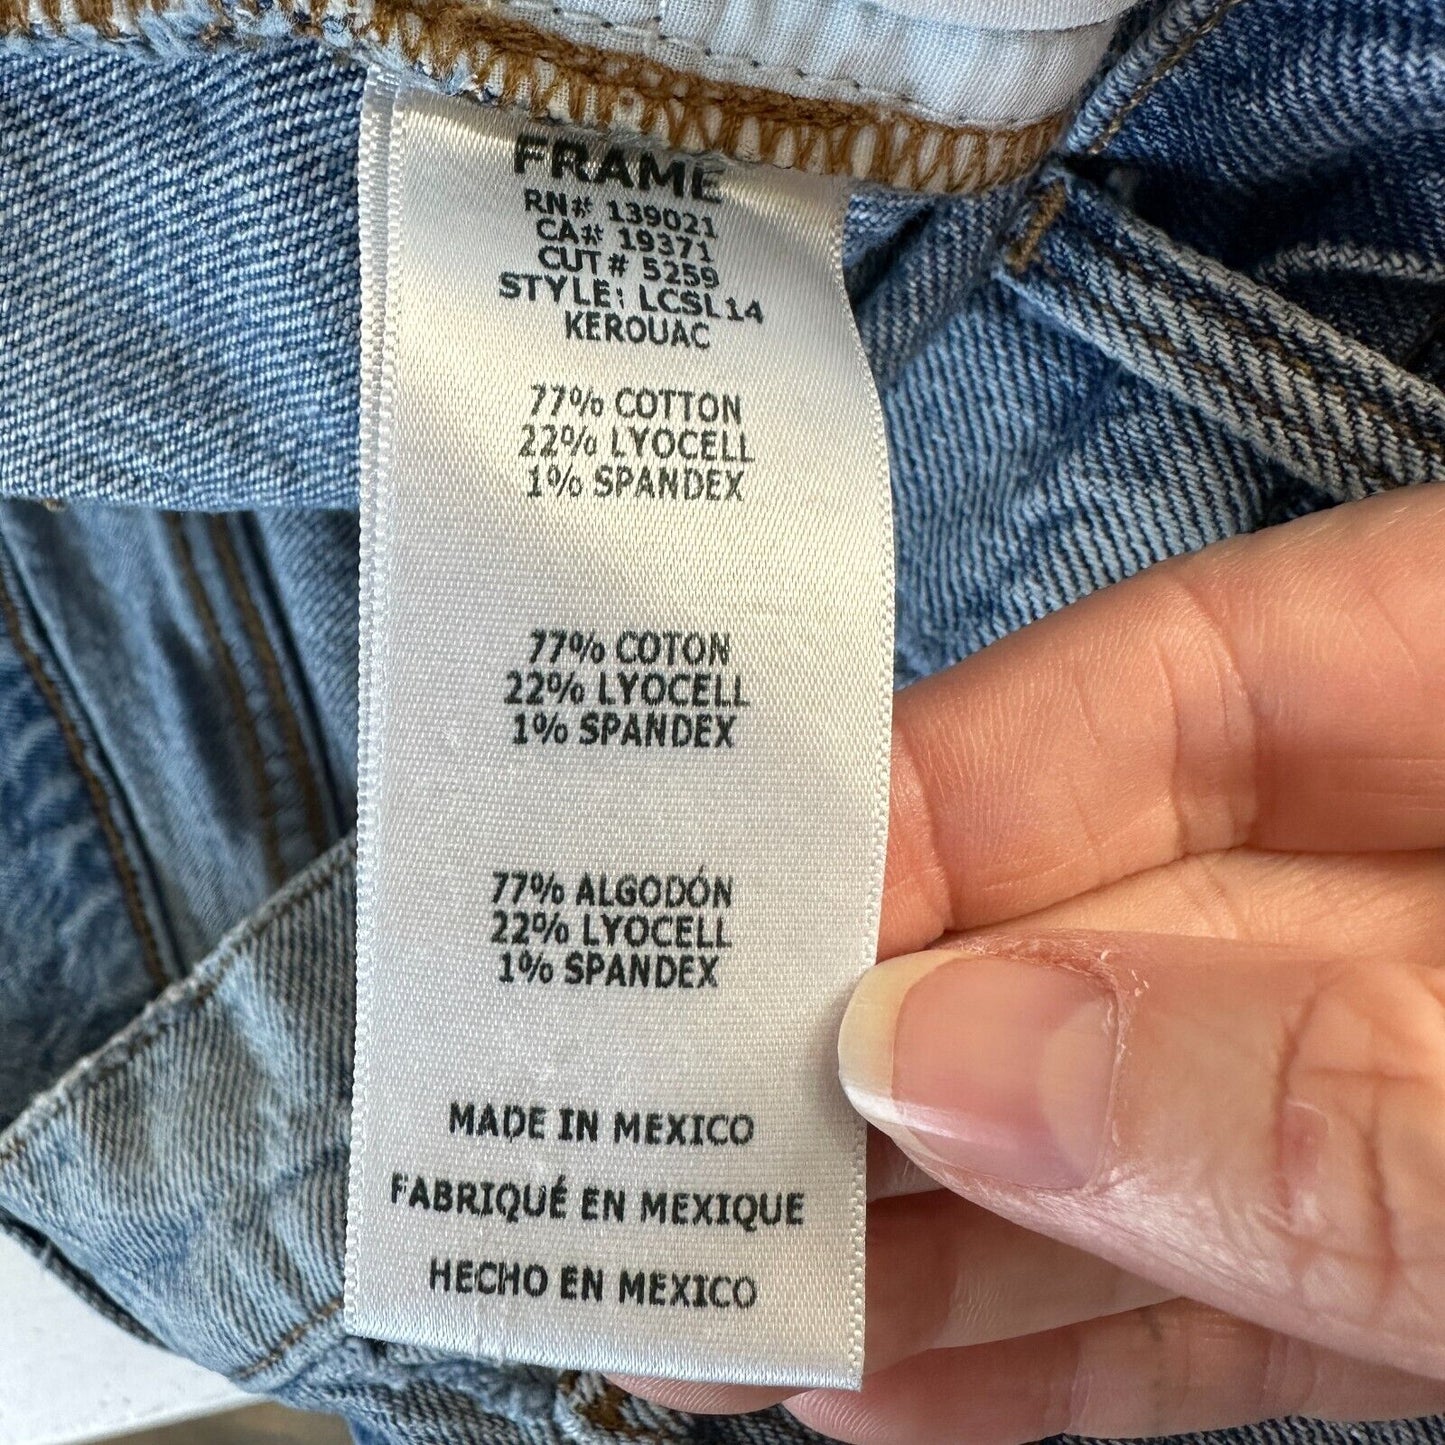 FRAME
RN# 139021
CA# 19371
CUT# 5259
STYLE: LCSL14
KEROUAC
77% COTTON
22% LYOCELL
1% SPANDEX
77% COTON
22% LYOCELL
1% SPANDEX
77% ALGODÓN
22% LYOCELL
1% SPANDEX
MADE IN MEXICO
FABRIQUÉ EN MEXIQUE
HECHO EN MEXICO